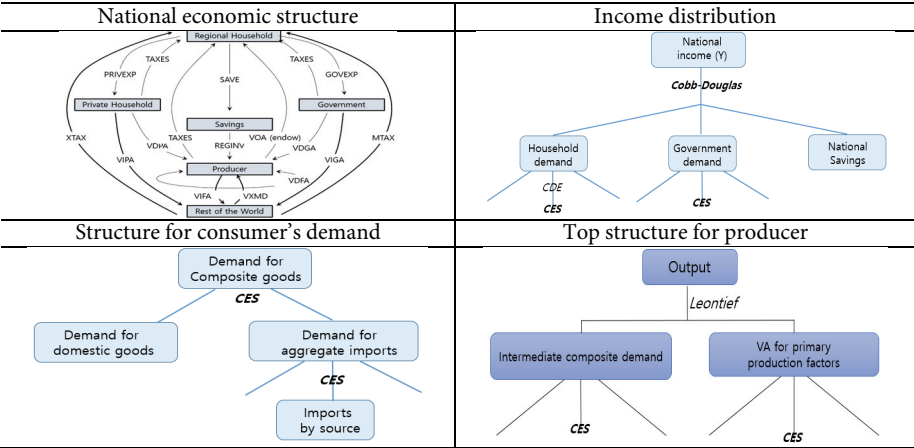 National economic structure
Regional Household
TAXES
TAXES
PRIVEXP
GOVEXP
SAVE
Private Household
Government
Savings
XTAX
TAXES
VOA (endow)
MTAX
VDPA
REGINV
VDGA
VIPA
Producer
VIGA
VDFA
VIFA
VXMD
Rest of the World
Income distribution
National
income (Y)
Cobb-Douglas
Household
demand
Government
demand
National
Savings
CDE
CES
CES
Structure for consumer's demand
Demand for
Composite goods
CES
Demand for
domestic goods
Demand for
aggregate imports
CES
Imports
by source
Top structure for producer
Output
Leontief
Intermediate composite demand
VA for primary
production factors
CES
CES